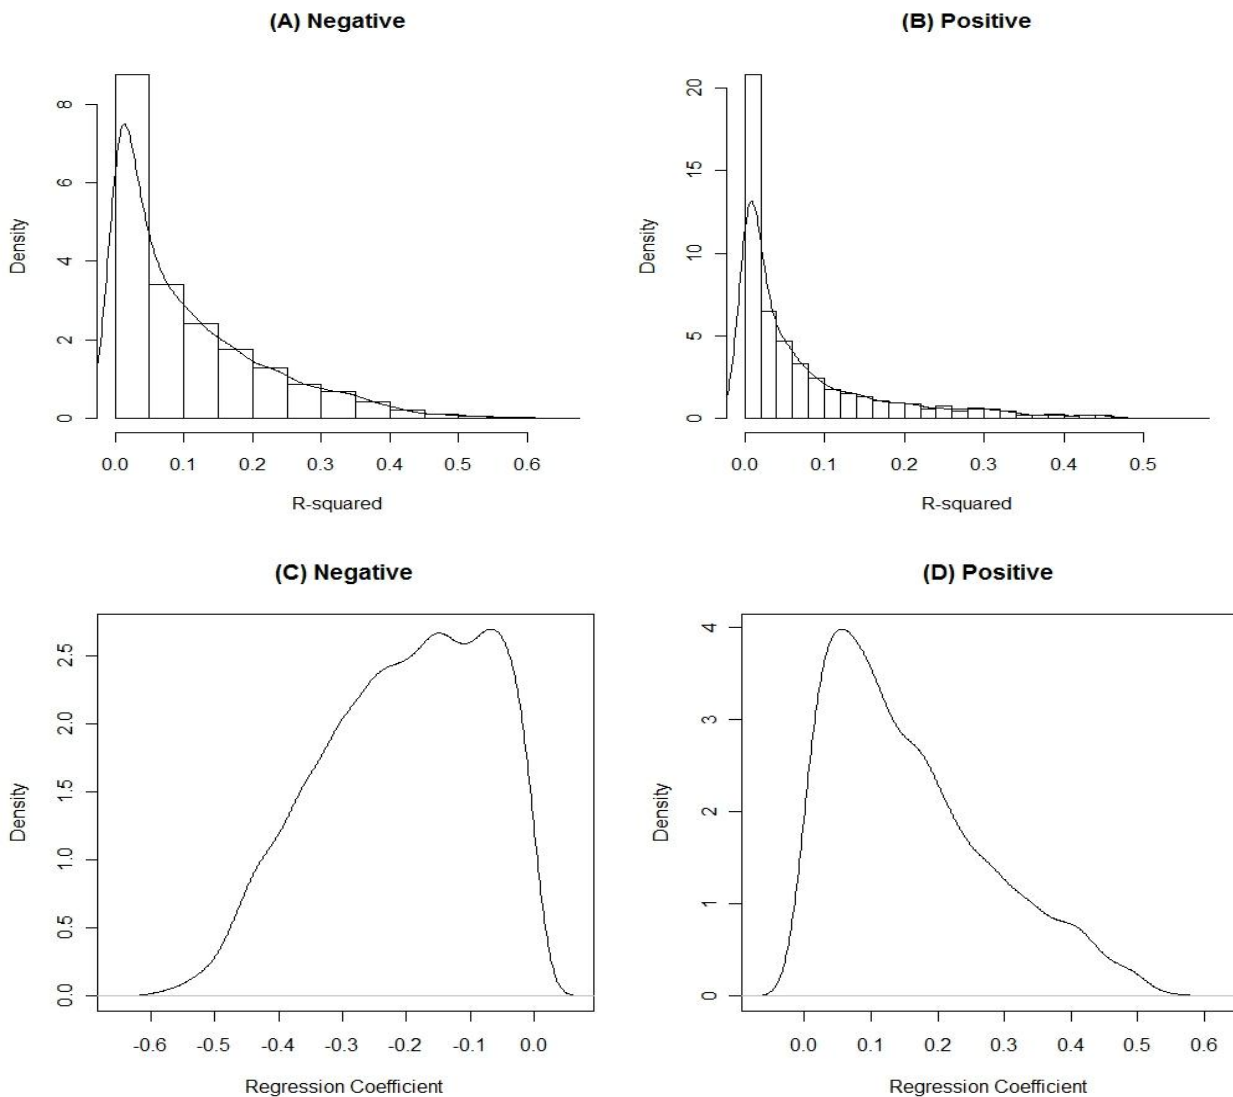 (A) Negative
Density
0
2
4
6
8
0.0 0.1 0.2 0.3 0.4 0.5 0.6
R-squared
(B) Positive
Density
0
5
10
15
20
0.0 0.1 0.2 0.3 0.4 0.5
R-squared
(C) Negative
Density
0.0
0.5
1.0
1.5
2.0
2.5
-0.6 -0.5 -0.4 -0.3 -0.2 -0.1 0.0
Regression Coefficient
(D) Positive
Density
0
1
2
3
4
0.0 0.1 0.2 0.3 0.4 0.5 0.6
Regression Coefficient